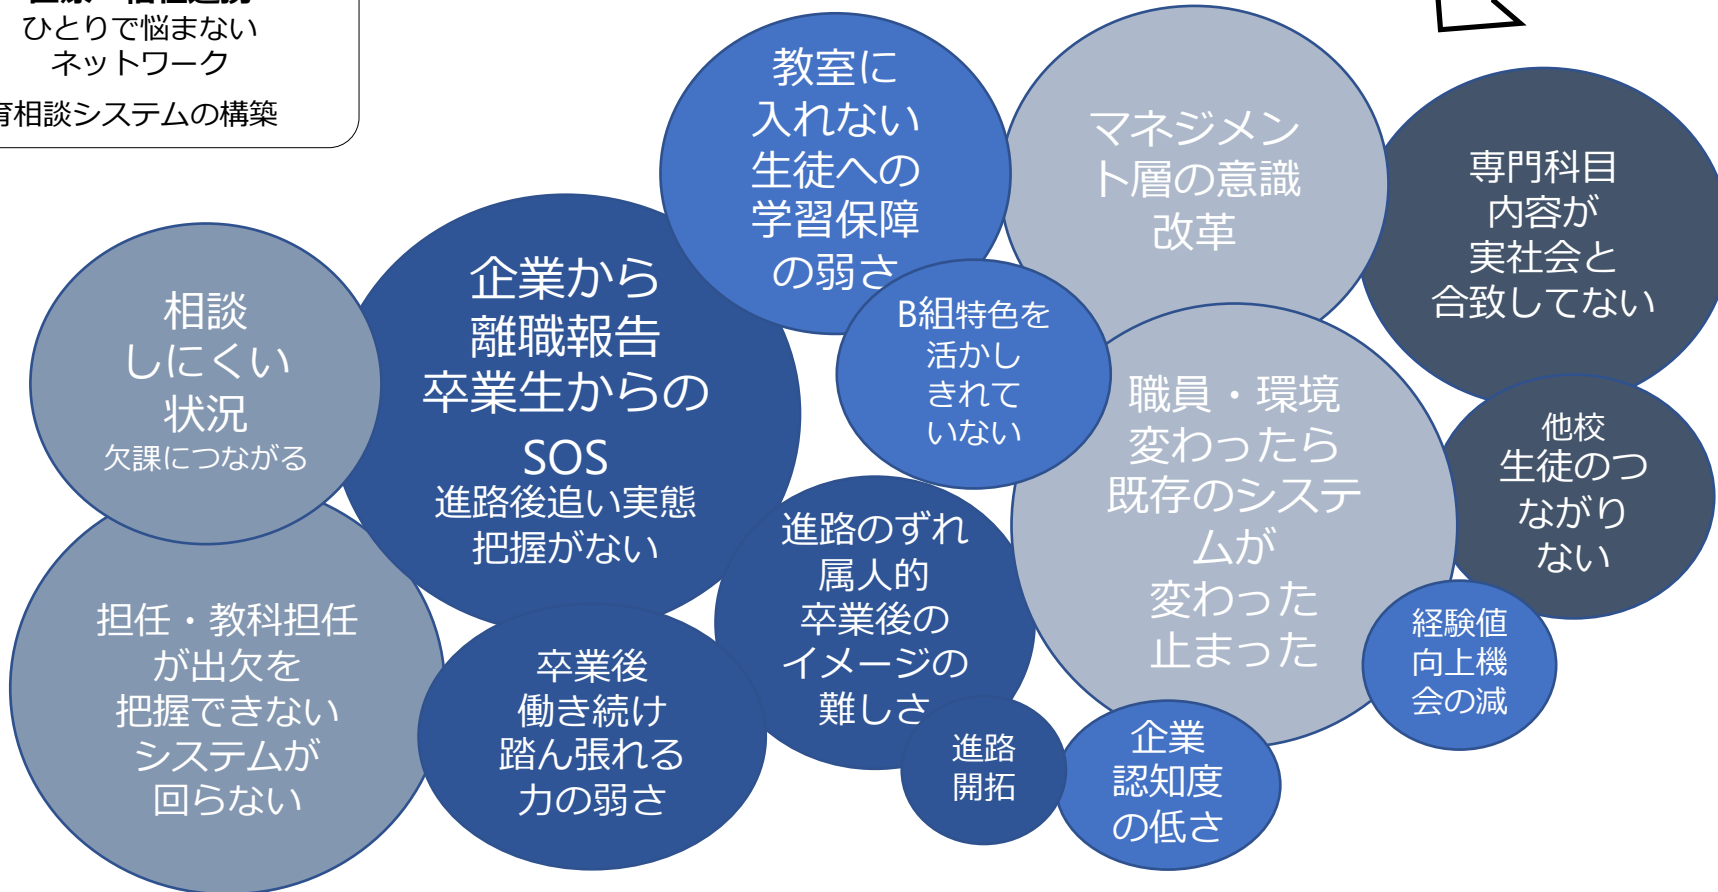 ひとりで悩まない
ネットワーク
育相談システムの構築
教室に
入れない
生徒への
学習保障
の弱さ
マネジメン
ト層の意識
改革
専門科目
内容が
実社会と
合致してない
相談
しにくい
状況
欠課につながる
企業から
離職報告
卒業生からの
SOS
進路後追い実態
把握がない
B組特色を
活かし
きれて
いない
職員・環境
変わったら
既存のシステ
ムが
変わった
止まった
他校
生徒のつ
ながり
ない
担任・教科担任
が出欠を
把握できない
システムが
回らない
卒業後
働き続け
踏ん張れる
力の弱さ
進路のずれ
属人的
卒業後の
イメージの
難しさ
進路
開拓
企業
認知度
の低さ
経験値
向上機
会の減